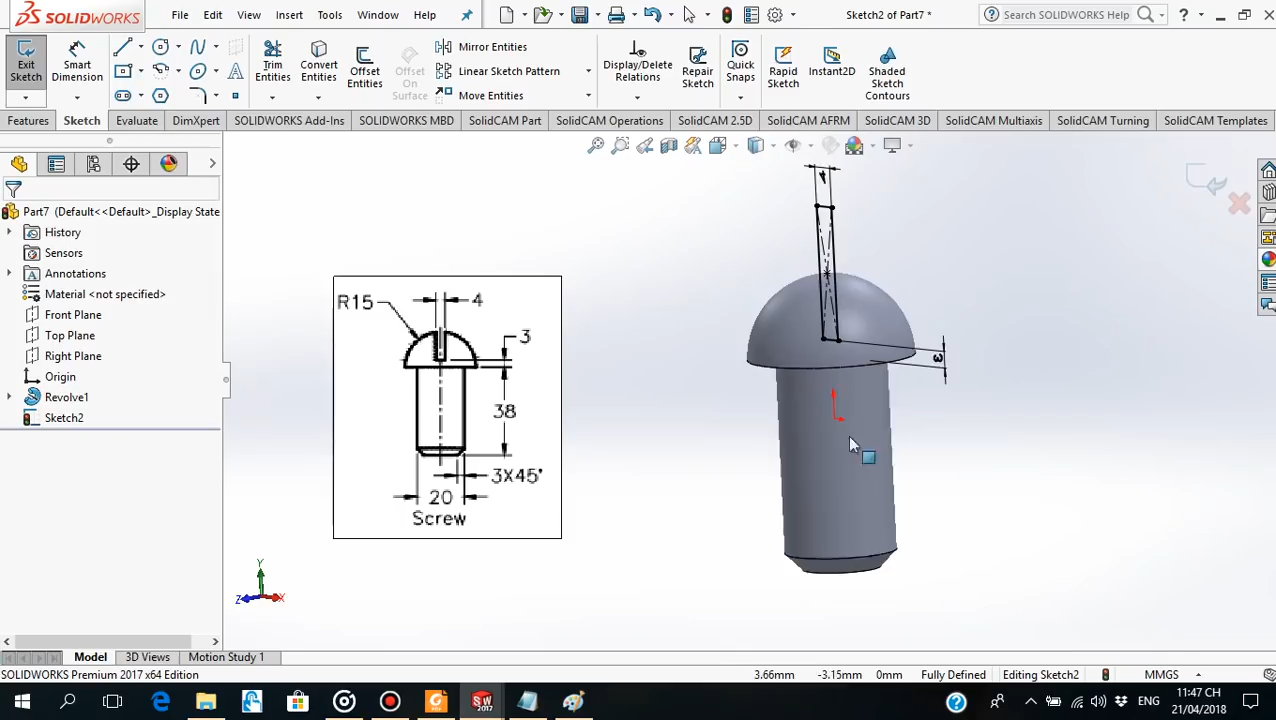 SOLIDWORKS File Edit View Insert Tools Window Help Sketch2 of Part7 * Search SOLIDWORKS Help ?
Exit Sketch
Smart Dimension
Trim Entities
Convert Entities
Offset Entities
Offset On Surface
Mirror Entities
Linear Sketch Pattern
Move Entities
Display/Delete Relations
Repair Sketch
Quick Snaps
Rapid Sketch
Instant2D
Shaded Sketch Contours
Features Sketch Evaluate DimXpert SOLIDWORKS Add-Ins SOLIDWORKS MBD SolidCAM Part SolidCAM Operations SolidCAM 2.5D SolidCAM AFRM SolidCAM 3D SolidCAM Multiaxis SolidCAM Turning SolidCAM Templates
Part7 (Default<<Default>_Display State
History
Sensors
Annotations
Material <not specified>
Front Plane
Top Plane
Right Plane
Origin
Revolve1
Sketch2
R15
4
3
38
3X45°
20
Screw
4
3
Y
Z
X
Model 3D Views Motion Study 1
SOLIDWORKS Premium 2017 x64 Edition 3.66mm -3.15mm 0mm Fully Defined Editing Sketch2 MMGS
SW
2017
ENG
11:47 CH
21/04/2018